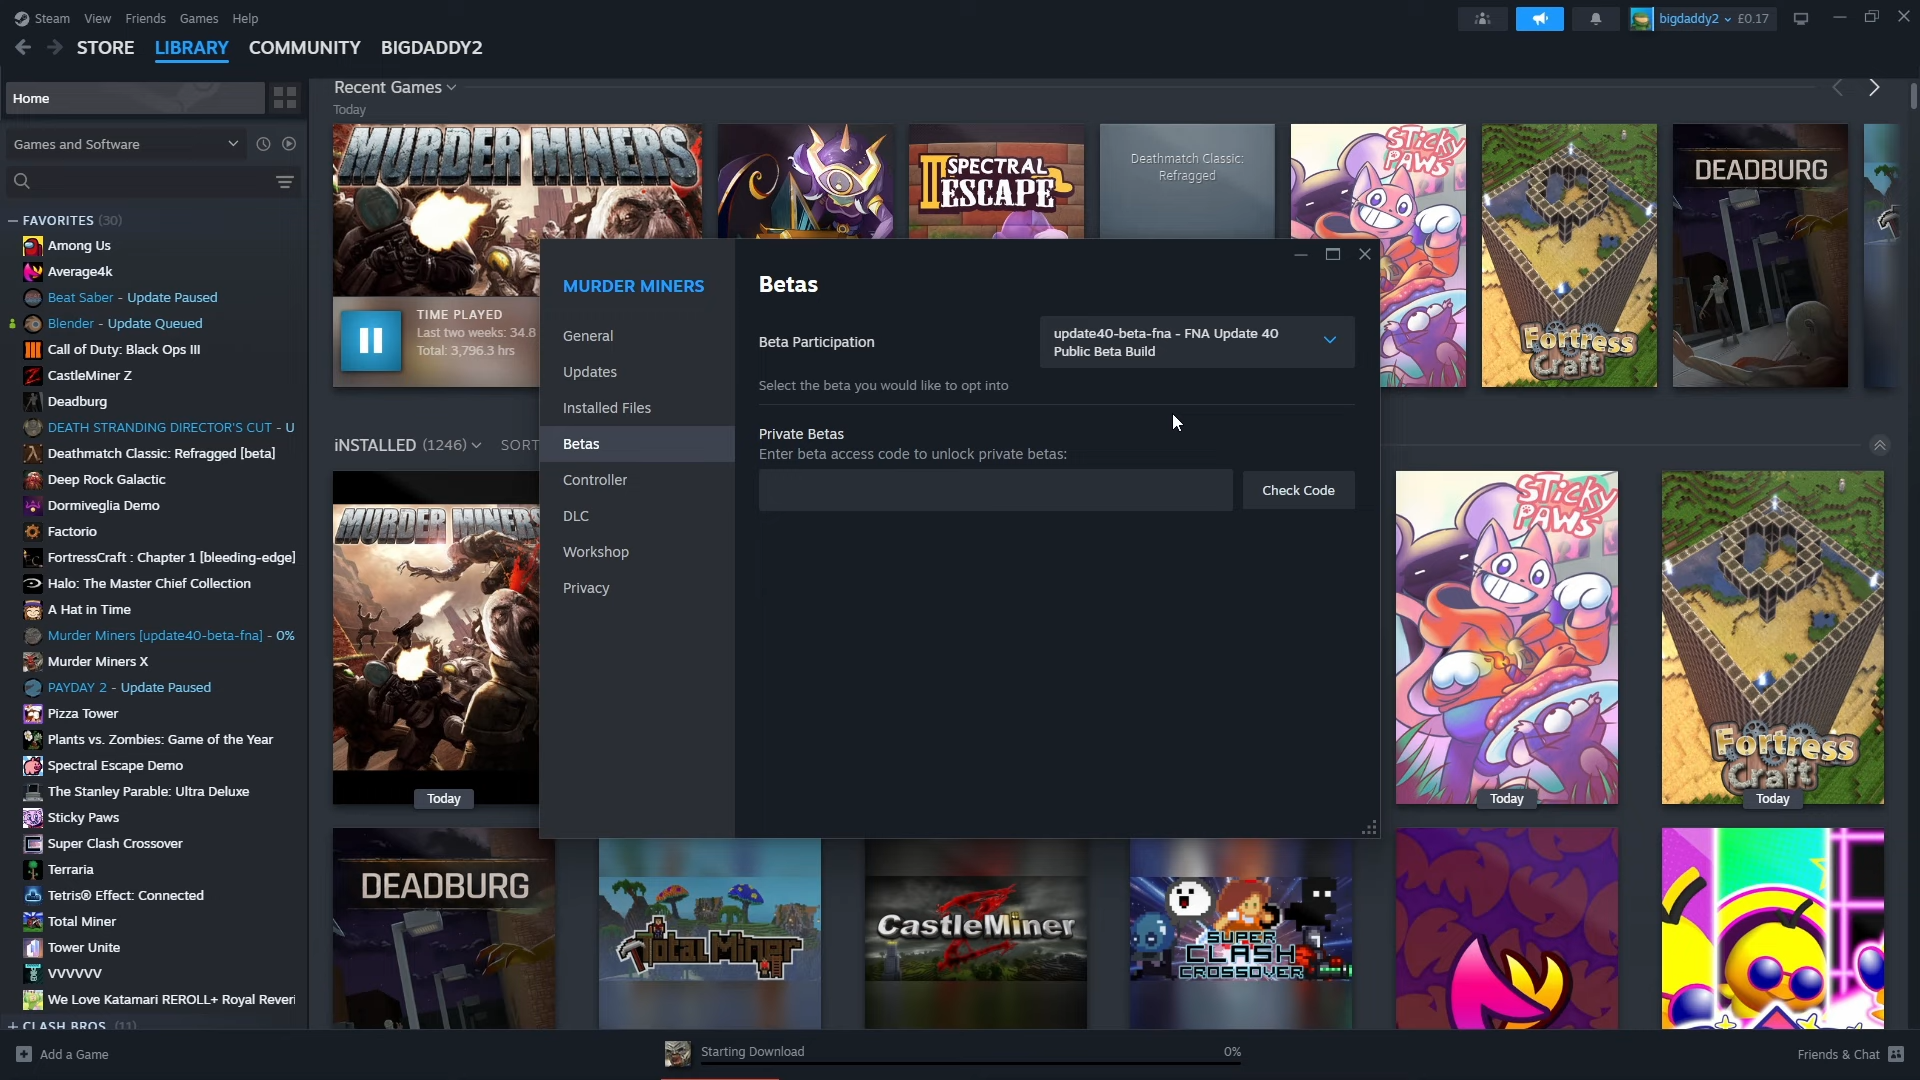 Steam View Friends Games Help
bigdaddy2 £0.17
STORE LIBRARY COMMUNITY BIGDADDY2
Home
Games and Software
FAVORITES (30)
Among Us
Average4k
Beat Saber - Update Paused
Blender - Update Queued
Call of Duty: Black Ops III
CastleMiner Z
Deadburg
DEATH STRANDING DIRECTOR'S CUT - U
Deathmatch Classic: Refragged [beta]
Deep Rock Galactic
Dormiveglia Demo
Factorio
FortressCraft : Chapter 1 [bleeding-edge]
Halo: The Master Chief Collection
A Hat in Time
Murder Miners [update40-beta-fna] - 0%
Murder Miners X
PAYDAY 2 - Update Paused
Pizza Tower
Plants vs. Zombies: Game of the Year
Spectral Escape Demo
The Stanley Parable: Ultra Deluxe
Sticky Paws
Super Clash Crossover
Terraria
Tetris® Effect: Connected
Total Miner
Tower Unite
VVVVVV
We Love Katamari REROLL+ Royal Reveri
CLASH BROS (11)
Add a Game
Recent Games
Today
MURDER MINERS
TIME PLAYED
Last two weeks: 34.8
Total: 3,796.3 hrs
SPECTRAL
ESCAPE
Deathmatch Classic:
Refragged
STICKY
PAWS
Fortress
Craft
DEADBURG
iNSTALLED (1246) SORT
MURDER MINERS
Today
STICKY
PAWS
Today
Fortress
Craft
Today
DEADBURG
Total Miner
CastleMiner Z
SUPER
CLASH
CROSSOVER
MURDER MINERS
General
Updates
Installed Files
Betas
Controller
DLC
Workshop
Privacy
Betas
Beta Participation
update40-beta-fna - FNA Update 40
Public Beta Build
Select the beta you would like to opt into
Private Betas
Enter beta access code to unlock private betas:
Check Code
Starting Download 0%
Friends & Chat